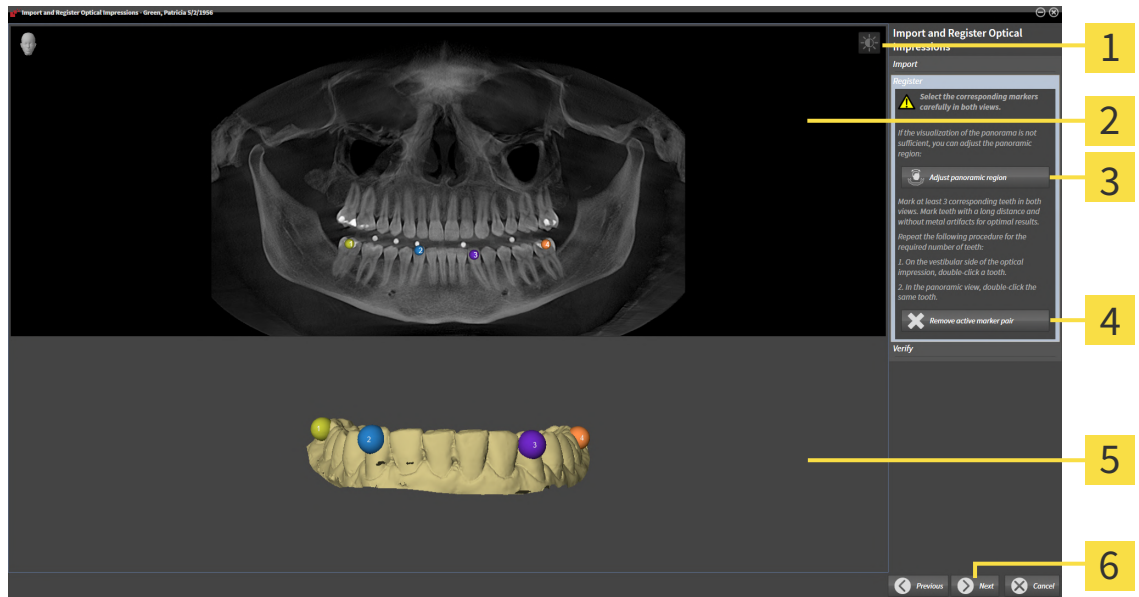 Import and Register Optical Impressions - Green, Patricia 5/2/1956
Import and Register Optical
Impressions
Import
Register
Select the corresponding markers
carefully in both views.
If the visualization of the panorama is not
sufficient, you can adjust the panoramic
region:
Adjust panoramic region
Mark at least 3 corresponding teeth in both
views. Mark teeth with a long distance and
without metal artifacts for optimal results.
Repeat the following procedure for the
required number of teeth:
1. On the vestibular side of the optical
impression, double-click a tooth.
2. In the panoramic view, double-click the
same tooth.
Remove active marker pair
Verify
1
2
3
4
1
2
3
4
Previous
Next
Cancel
1
2
3
4
5
6